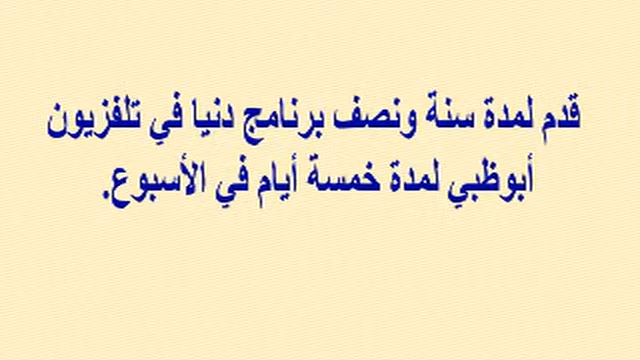 قدم لمدة سنة ونصف برنامج دنيا في تلفزيون
أبوظبي لمدة خمسة أيام في الأسبوع.